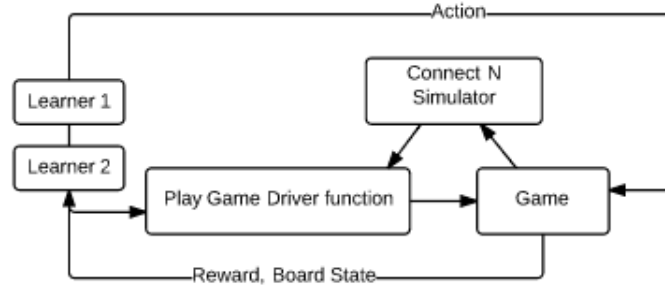 Action
Connect N
Simulator
Learner 1
Learner 2
Play Game Driver function
Game
Reward, Board State